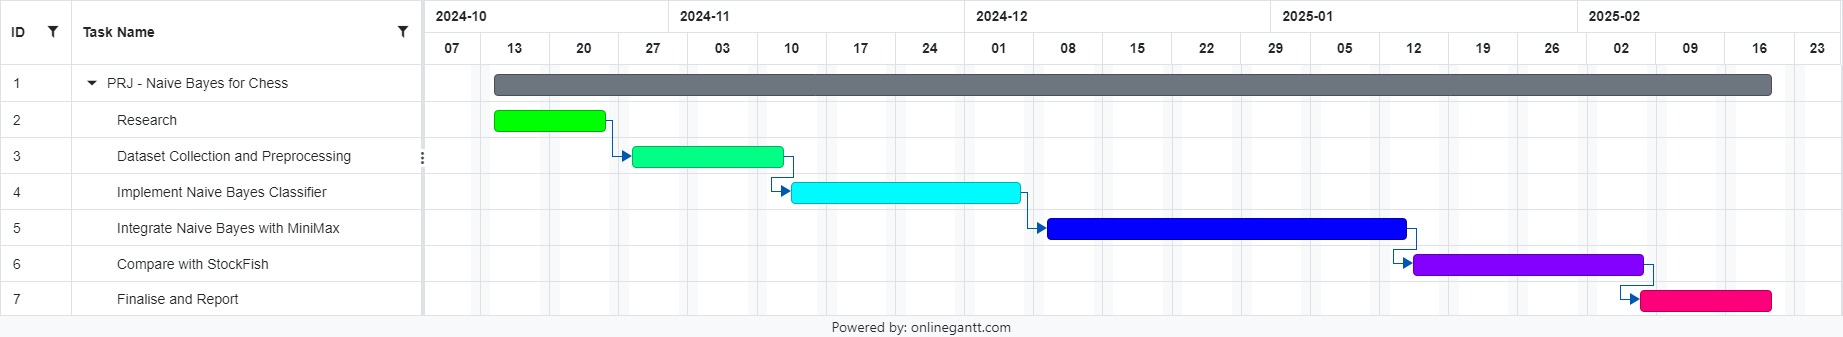 ID Task Name 2024-10 2024-11 2024-12 2025-01 2025-02
07 13 20 27 03 10 17 24 01 08 15 22 29 05 12 19 26 02 09 16 23
1 PRJ - Naive Bayes for Chess
2 Research
3 Dataset Collection and Preprocessing
4 Implement Naive Bayes Classifier
5 Integrate Naive Bayes with MiniMax
6 Compare with StockFish
7 Finalise and Report
Powered by: onlinegantt.com